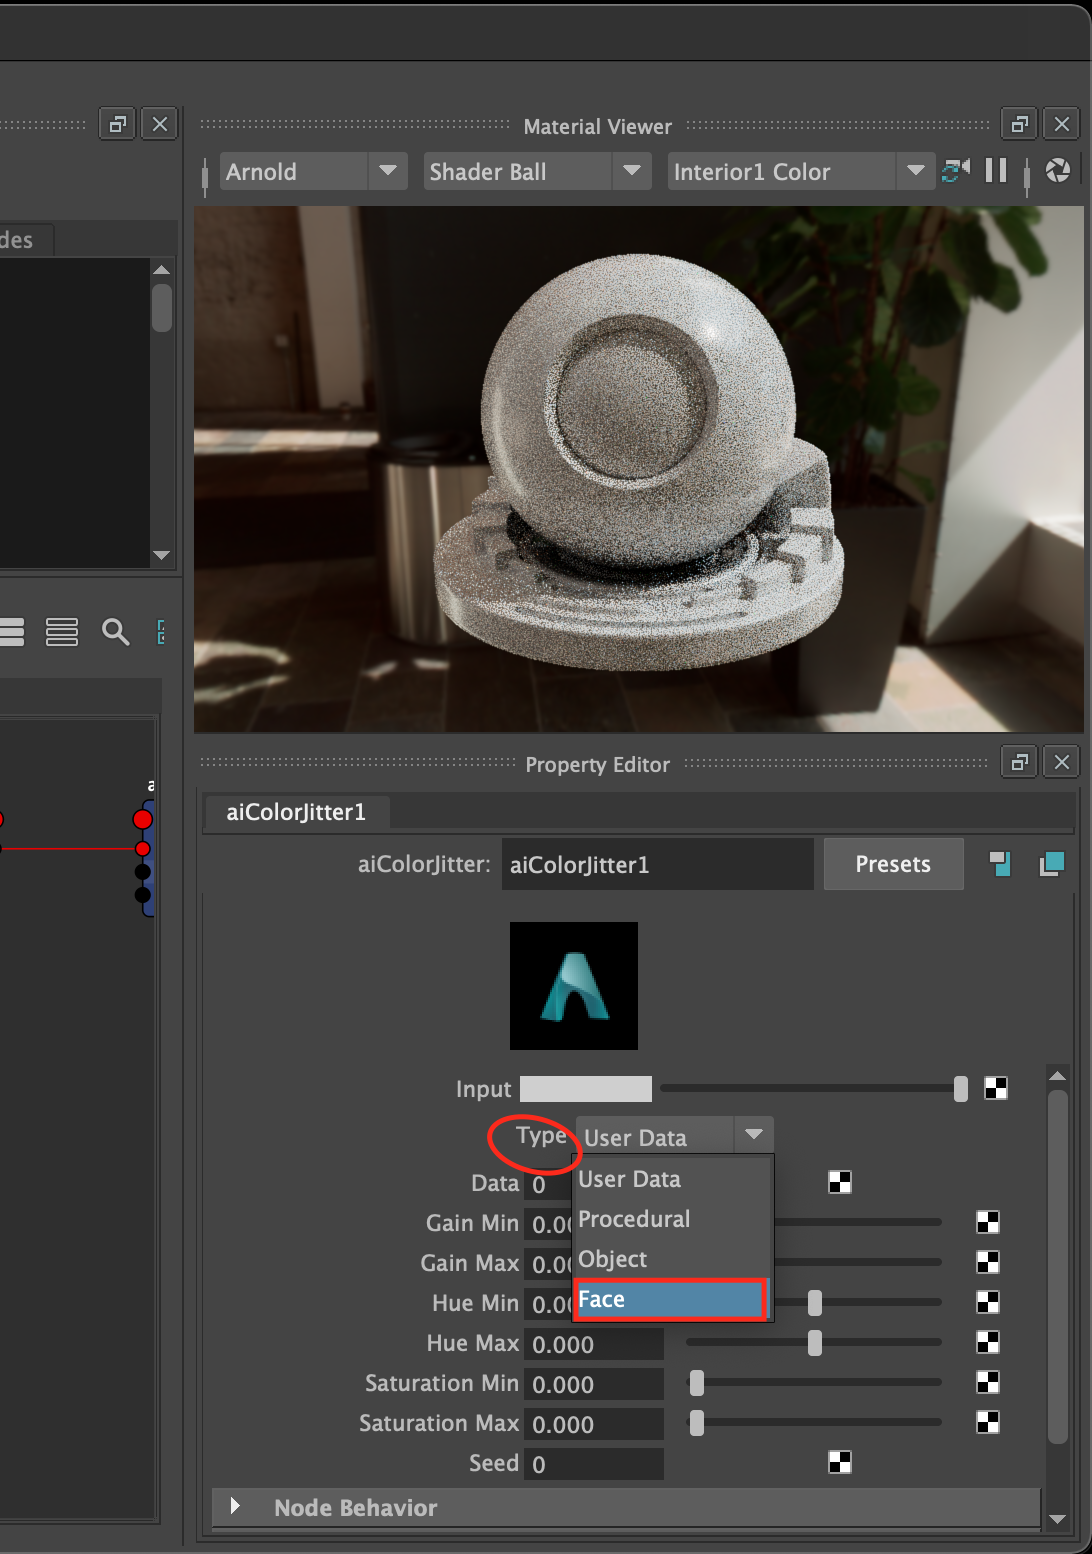 Material Viewer
Arnold
Shader Ball
Interior1 Color
des
a
Property Editor
aiColorJitter1
aiColorJitter:
aiColorJitter1
Presets
Input
Type
User Data
User Data
Procedural
Object
Face
Data
0
Gain Min
0.00
Gain Max
0.00
Hue Min
0.00
Hue Max
0.000
Saturation Min
0.000
Saturation Max
0.000
Seed
0
Node Behavior